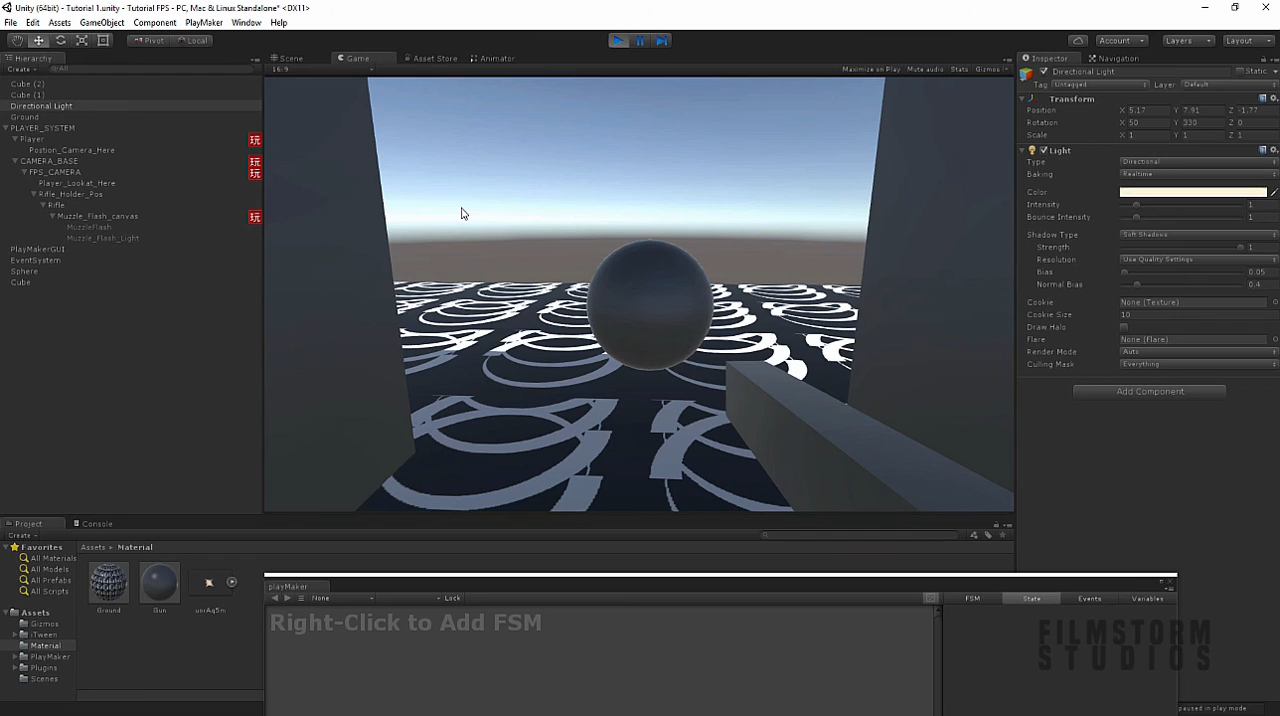 Unity (64bit) - Tutorial 1.unity - Tutorial FPS - PC, Mac & Linux Standalone* <DX11>
File Edit Assets GameObject Component PlayMaker Window Help
Pivot Local Account Layers Layout
Hierarchy Scene Game Asset Store Animator Inspector Navigation
Create All 16:9 Maximize on Play Mute audio Stats Gizmos
Directional Light Static
Tag Untagged Layer Default
Cube (2)
Cube (1)
Directional Light
Ground
PLAYER_SYSTEM
Player
玩
Postion_Camera_Here
CAMERA_BASE
玩
FPS_CAMERA
玩
Player_Lookat_Here
Rifle_Holder_Pos
Rifle
Muzzle_Flash_canvas
玩
MuzzleFlash
Muzzle_Flash_Light
PlayMakerGUI
EventSystem
Sphere
Cube
Transform
Position X 5.17 Y 7.91 Z -1.77
Rotation X 50 Y 330 Z 0
Scale X 1 Y 1 Z 1
Light
Type Directional
Baking Realtime
Color
Intensity 1
Bounce Intensity 1
Shadow Type Soft Shadows
Strength 1
Resolution Use Quality Settings
Bias 0.05
Normal Bias 0.4
Cookie None (Texture)
Cookie Size 10
Draw Halo
Flare None (Flare)
Render Mode Auto
Culling Mask Everything
Add Component
Project Console
Create
Favorites
All Materials
All Models
All Prefabs
All Scripts
Assets
Gizmos
iTween
Material
PlayMaker
Plugins
Scenes
Assets Material
Ground Gun
playMaker
None Lock FSM State Events Variables
Right-Click to Add FSM
FILMSTORM
STUDIOS
paused in play mode